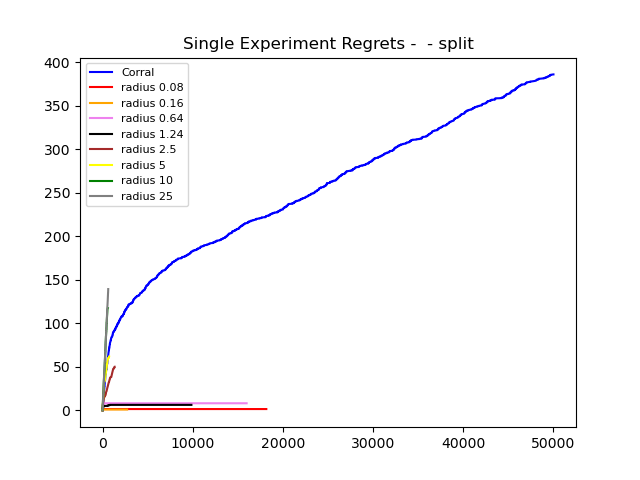 Single Experiment Regrets -  - split
400
350
300
250
200
150
100
50
0
Corral
radius 0.08
radius 0.16
radius 0.64
radius 1.24
radius 2.5
radius 5
radius 10
radius 25
0 10000 20000 30000 40000 50000